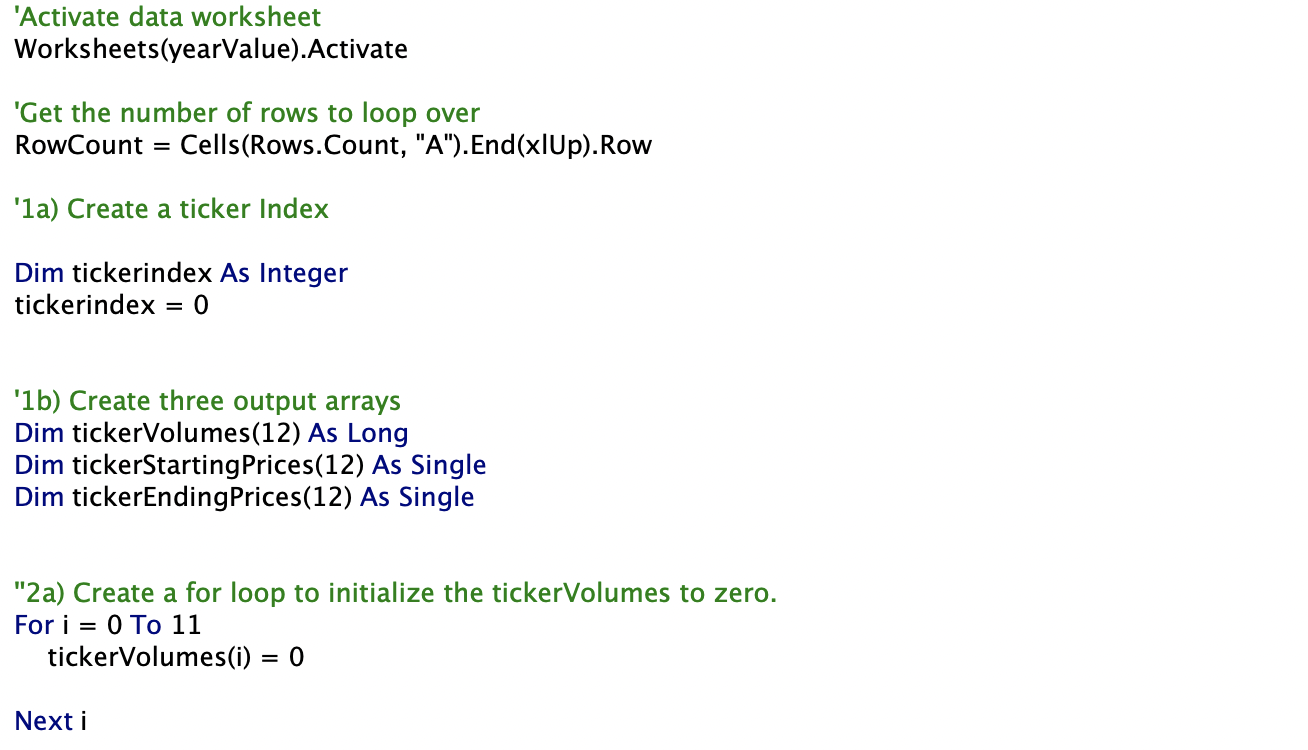 'Activate data worksheet
Worksheets(yearValue).Activate
'Get the number of rows to loop over
RowCount = Cells(Rows.Count, "A").End(xlUp).Row
'1a) Create a ticker Index
Dim tickerindex As Integer
tickerindex = 0
'1b) Create three output arrays
Dim tickerVolumes(12) As Long
Dim tickerStartingPrices(12) As Single
Dim tickerEndingPrices(12) As Single
''2a) Create a for loop to initialize the tickerVolumes to zero.
For i = 0 To 11
tickerVolumes(i) = 0
Next i